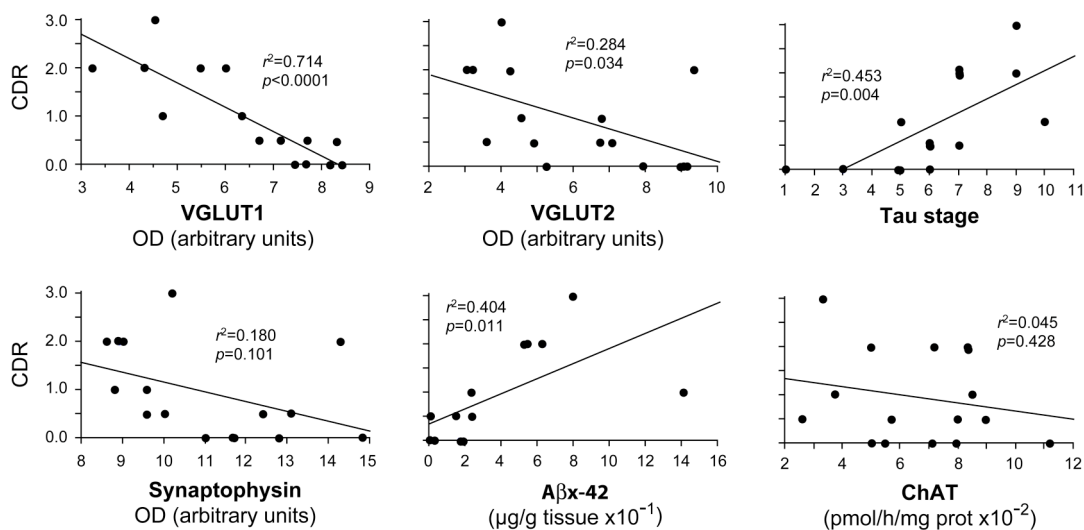 CDR
3.0
2.0
1.0
0.0
r²=0.714
p<0.0001
3 4 5 6 7 8 9
VGLUT1
OD (arbitrary units)
r²=0.284
p=0.034
2 4 6 8 10
VGLUT2
OD (arbitrary units)
r²=0.453
p=0.004
1 2 3 4 5 6 7 8 9 10 11
Tau stage
CDR
3.0
2.0
1.0
0.0
r²=0.180
p=0.101
8 9 10 11 12 13 14 15
Synaptophysin
OD (arbitrary units)
r²=0.404
p=0.011
0 2 4 6 8 10 12 14 16
Aβx-42
(µg/g tissue x10⁻¹)
r²=0.045
p=0.428
2 4 6 8 10 12
ChAT
(pmol/h/mg prot x10⁻²)